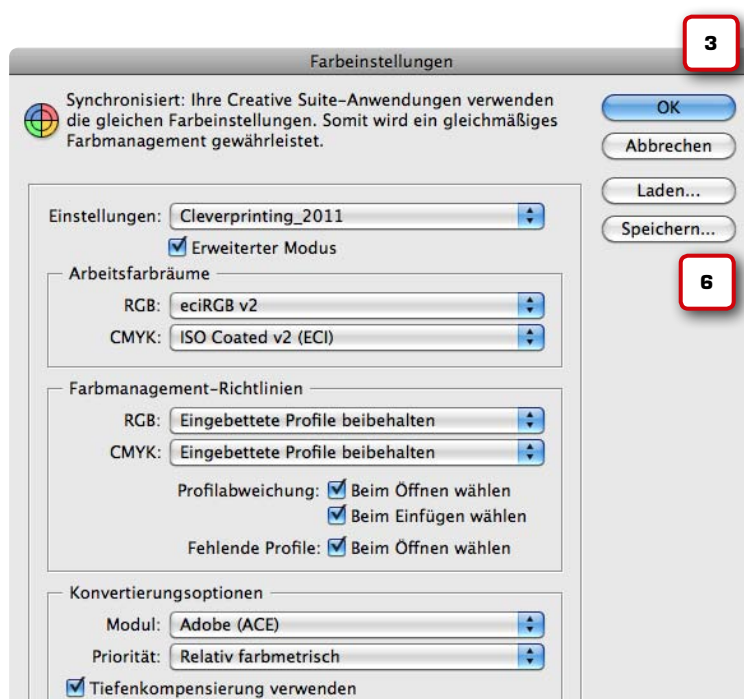 3
Farbeinstellungen
Synchronisiert: Ihre Creative Suite-Anwendungen verwenden
die gleichen Farbeinstellungen. Somit wird ein gleichmäßiges
Farbmanagement gewährleistet.
OK
Abbrechen
Laden...
Speichern...
6
Einstellungen: Cleverprinting_2011
Erweiterter Modus
Arbeitsfarbräume
RGB: eciRGB v2
CMYK: ISO Coated v2 (ECI)
Farbmanagement-Richtlinien
RGB: Eingebettete Profile beibehalten
CMYK: Eingebettete Profile beibehalten
Profilabweichung: Beim Öffnen wählen
Beim Einfügen wählen
Fehlende Profile: Beim Öffnen wählen
Konvertierungsoptionen
Modul: Adobe (ACE)
Priorität: Relativ farbmetrisch
Tiefenkompensierung verwenden